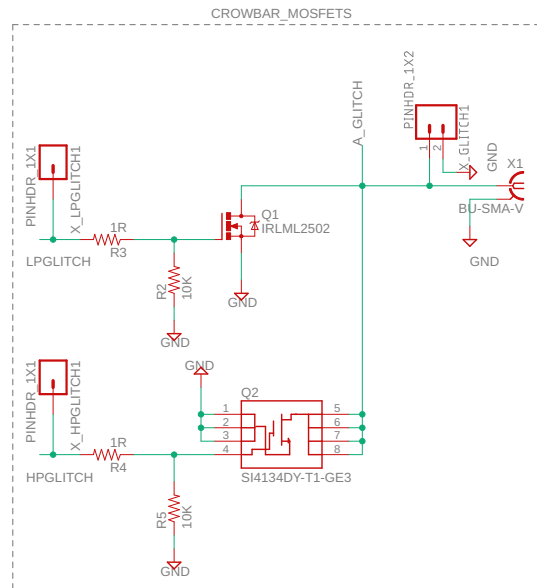 CROWBAR_MOSFETS
PINHDR_1X2
A_GLITCH
X_GLITCH1
1
2
GND
X1
BU-SMA-V
GND
PINHDR_1X1
X_LPGLITCH1
1R
R3
LPGLITCH
Q1
IRLML2502
R2
10K
GND
GND
GND
Q2
PINHDR_1X1
X_HPGLITCH1
1
2
3
4
5
6
7
8
1R
R4
HPGLITCH
SI4134DY-T1-GE3
R5
10K
GND